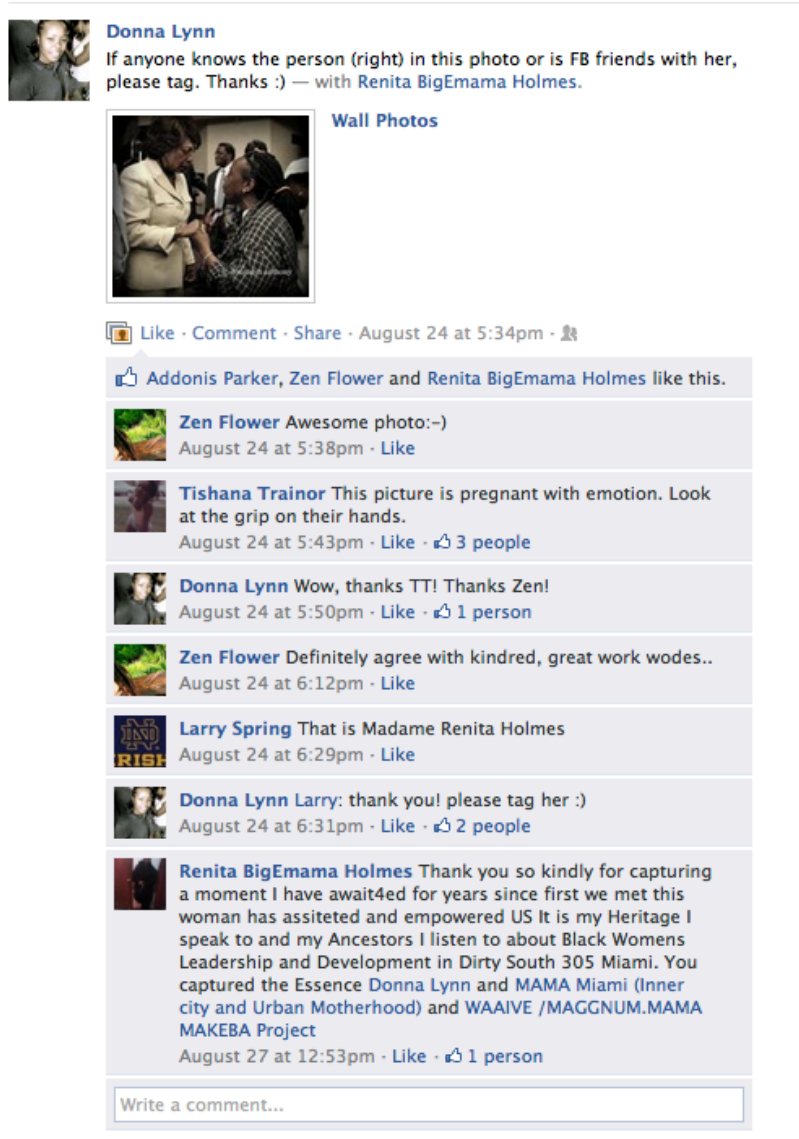 Donna Lynn
If anyone knows the person (right) in this photo or is FB friends with her,
please tag. Thanks :) — with Renita BigEmama Holmes.
Wall Photos
Like · Comment · Share · August 24 at 5:34pm ·
Addonis Parker, Zen Flower and Renita BigEmama Holmes like this.
Zen Flower Awesome photo:-)
August 24 at 5:38pm · Like
Tishana Trainor This picture is pregnant with emotion. Look
at the grip on their hands.
August 24 at 5:43pm · Like · 3 people
Donna Lynn Wow, thanks TT! Thanks Zen!
August 24 at 5:50pm · Like · 1 person
Zen Flower Definitely agree with kindred, great work wodes..
August 24 at 6:12pm · Like
ND
RISH
Larry Spring That is Madame Renita Holmes
August 24 at 6:29pm · Like
Donna Lynn Larry: thank you! please tag her :)
August 24 at 6:31pm · Like · 2 people
Renita BigEmama Holmes Thank you so kindly for capturing
a moment I have await4ed for years since first we met this
woman has assiteted and empowered US It is my Heritage I
speak to and my Ancestors I listen to about Black Womens
Leadership and Development in Dirty South 305 Miami. You
captured the Essence Donna Lynn and MAMA Miami (Inner
city and Urban Motherhood) and WAAIVE /MAGGNUM.MAMA
MAKEBA Project
August 27 at 12:53pm · Like · 1 person
Write a comment...